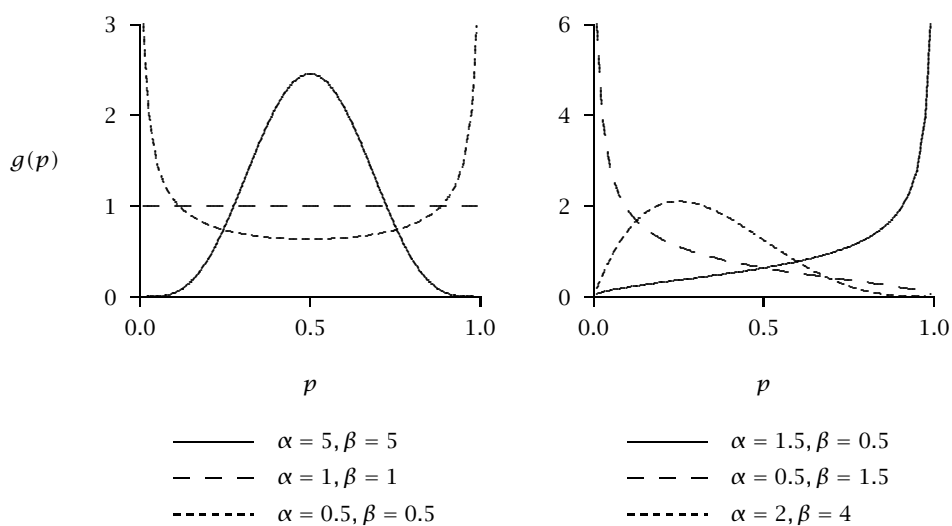 3
2
g(p)
1
0
0.0
0.5
1.0
p
α = 5, β = 5
α = 1, β = 1
α = 0.5, β = 0.5
6
4
2
0
0.0
0.5
1.0
p
α = 1.5, β = 0.5
α = 0.5, β = 1.5
α = 2, β = 4